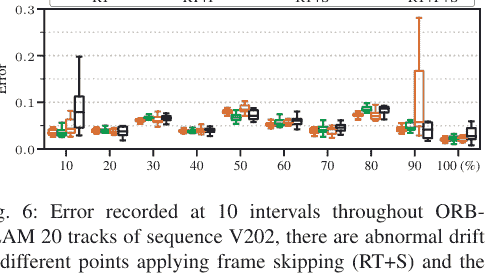 0.3
0.2
0.1
0.0
Error
10 20 30 40 50 60 70 80 90 100 (%)
g. 6: Error recorded at 10 intervals throughout ORB-
LAM 20 tracks of sequence V202, there are abnormal drift
different points applying frame skipping (RT+S) and the